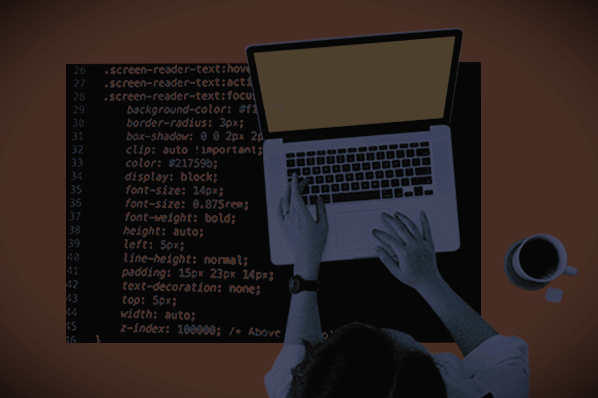 26 .screen-reader-text:hove
27 .screen-reader-text:acti
28 .screen-reader-text:focu
29 background-color: #f1
30 border-radius: 3px;
31 box-shadow: 0 0 2px 2p
32 clip: auto !important;
33 color: #21759b;
34 display: block;
35 font-size: 14px;
36 font-size: 0.875rem;
37 font-weight: bold;
38 height: auto;
39 left: 5px;
40 line-height: normal;
41 padding: 15px 23px 14px;
42 text-decoration: none;
43 top: 5px;
44 width: auto;
45 z-index: 100000; /* Above
46 }